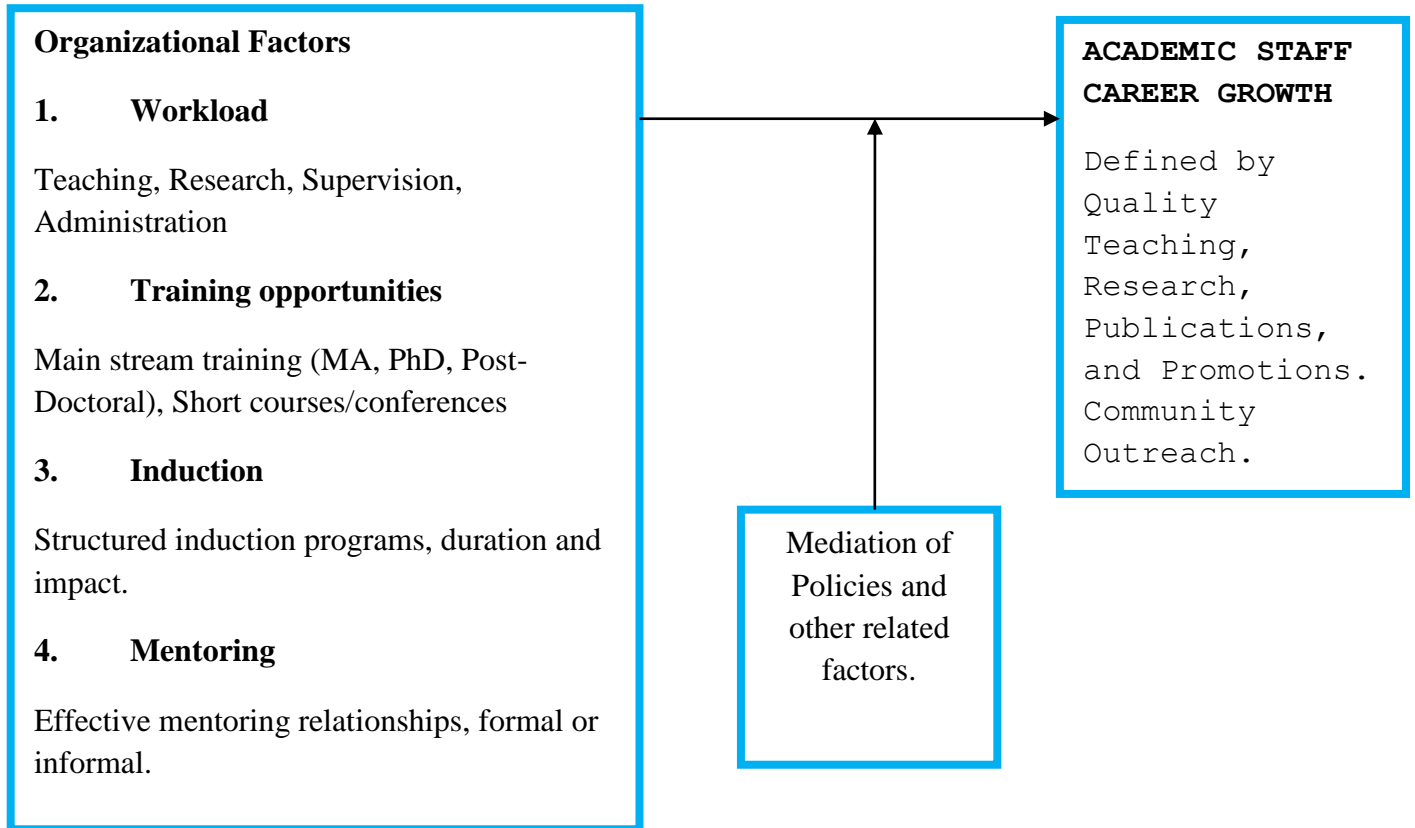 Organizational Factors
1. Workload
Teaching, Research, Supervision,
Administration
2. Training opportunities
Main stream training (MA, PhD, Post-
Doctoral), Short courses/conferences
3. Induction
Structured induction programs, duration and
impact.
4. Mentoring
Effective mentoring relationships, formal or
informal.
Mediation of
Policies and
other related
factors.
ACADEMIC STAFF
CAREER GROWTH
Defined by
Quality
Teaching,
Research,
Publications,
and Promotions.
Community
Outreach.